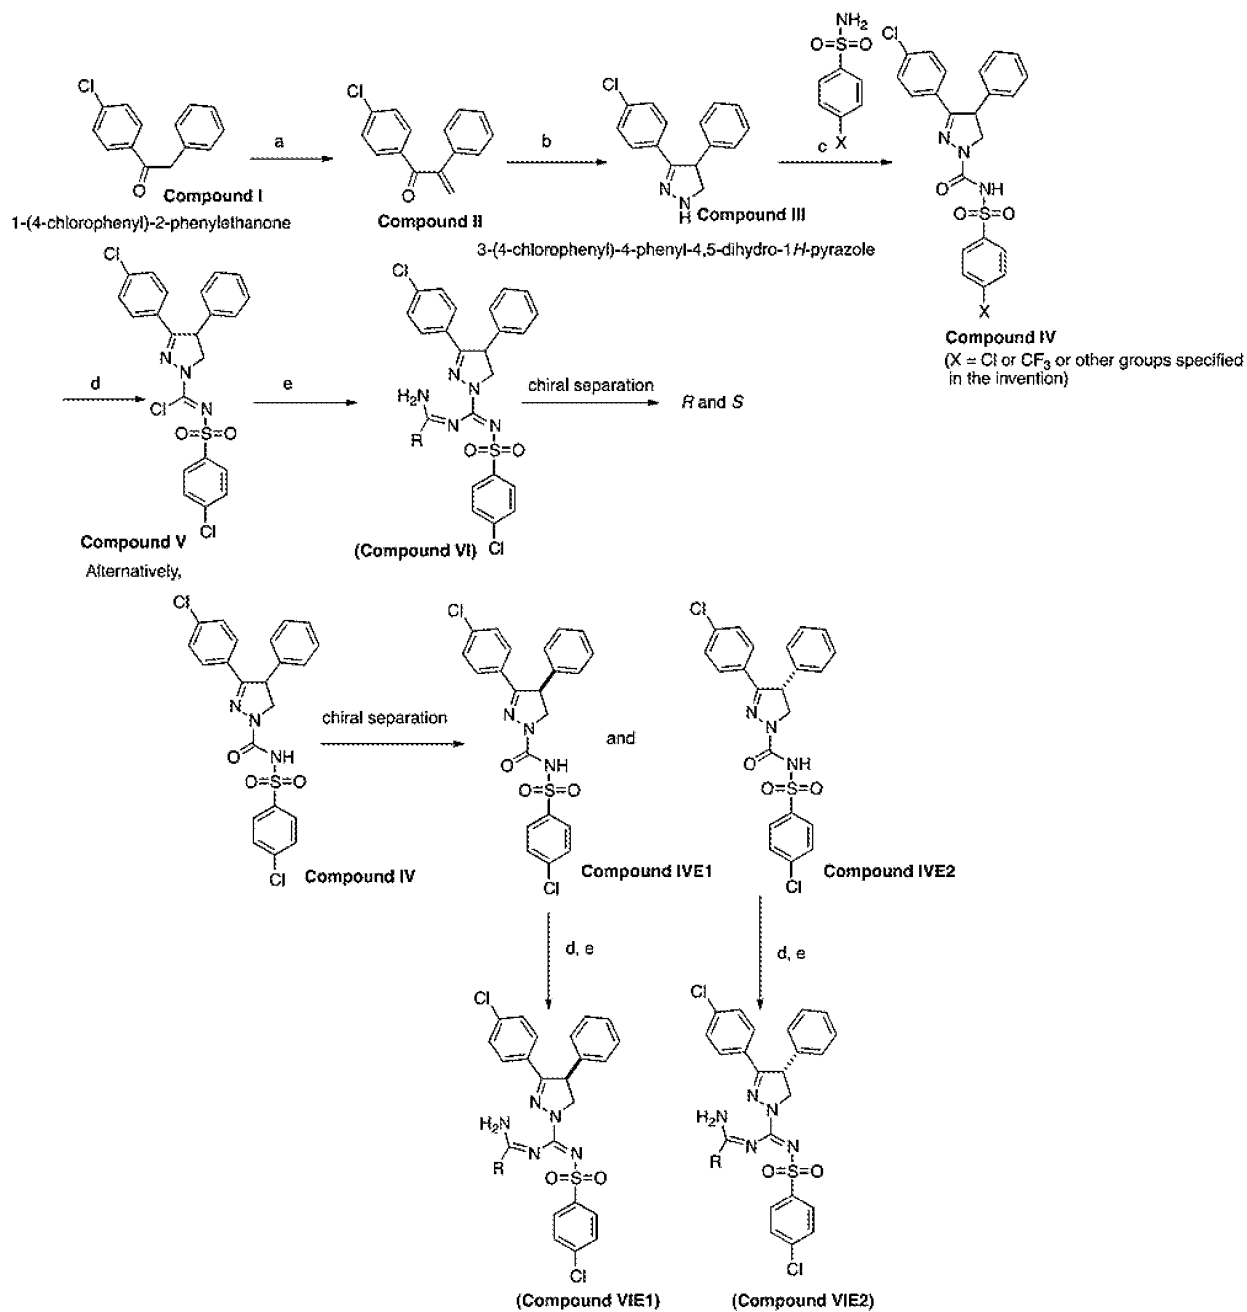 NH2
O=S=O
X
Cl
O
a
Compound I
1-(4-chlorophenyl)-2-phenylethanone
Cl
O
b
Compound II
Cl
N
N
H
Compound III
3-(4-chlorophenyl)-4-phenyl-4,5-dihydro-1H-pyrazole
c
Cl
N
N
O
NH
O=S=O
X
Compound IV
(X = Cl or CF3 or other groups specified
in the invention)
d
Cl
N
N
Cl
N
O=S=O
Cl
Compound V
e
Cl
N
N
H2N
N
N
R
O=S=O
Cl
(Compound VI)
chiral separation
R and S
Alternatively,
Cl
N
N
O
NH
O=S=O
Cl
Compound IV
chiral separation
Cl
N
N
O
NH
O=S=O
Cl
Compound IVE1
and
Cl
N
N
O
NH
O=S=O
Cl
Compound IVE2
d, e
d, e
Cl
N
N
H2N
N
N
R
O=S=O
Cl
(Compound VIE1)
Cl
N
N
H2N
N
N
R
O=S=O
Cl
(Compound VIE2)